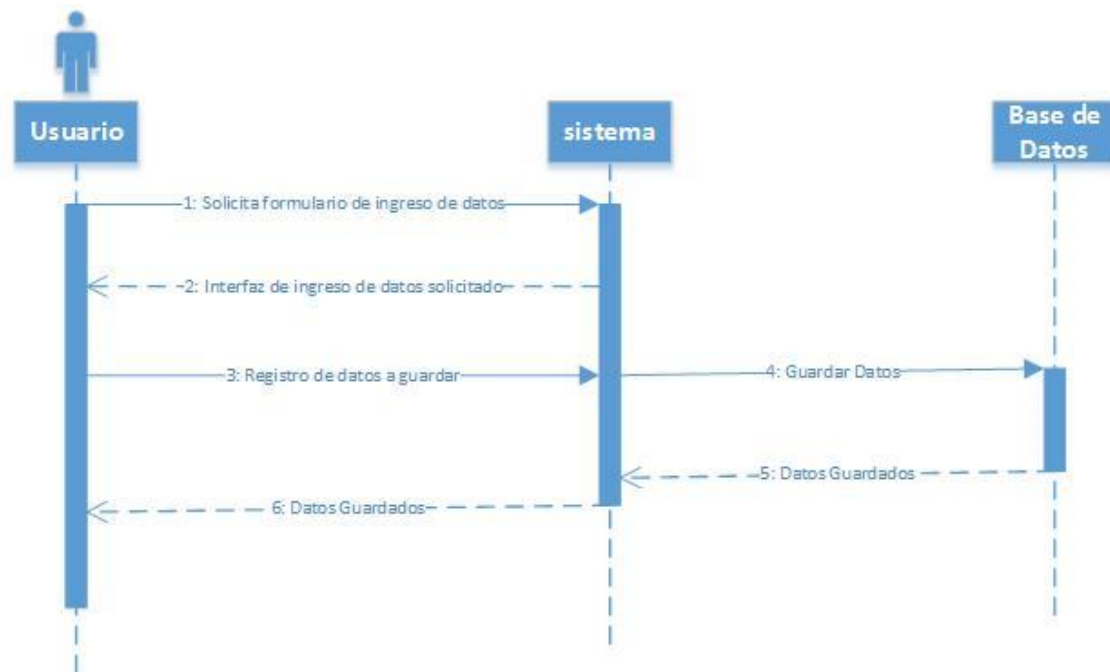 Usuario
sistema
Base de
Datos
1: Solicita formulario de ingreso de datos
2: Interfaz de ingreso de datos solicitado
3: Registro de datos a guardar
4: Guardar Datos
5: Datos Guardados
6: Datos Guardados